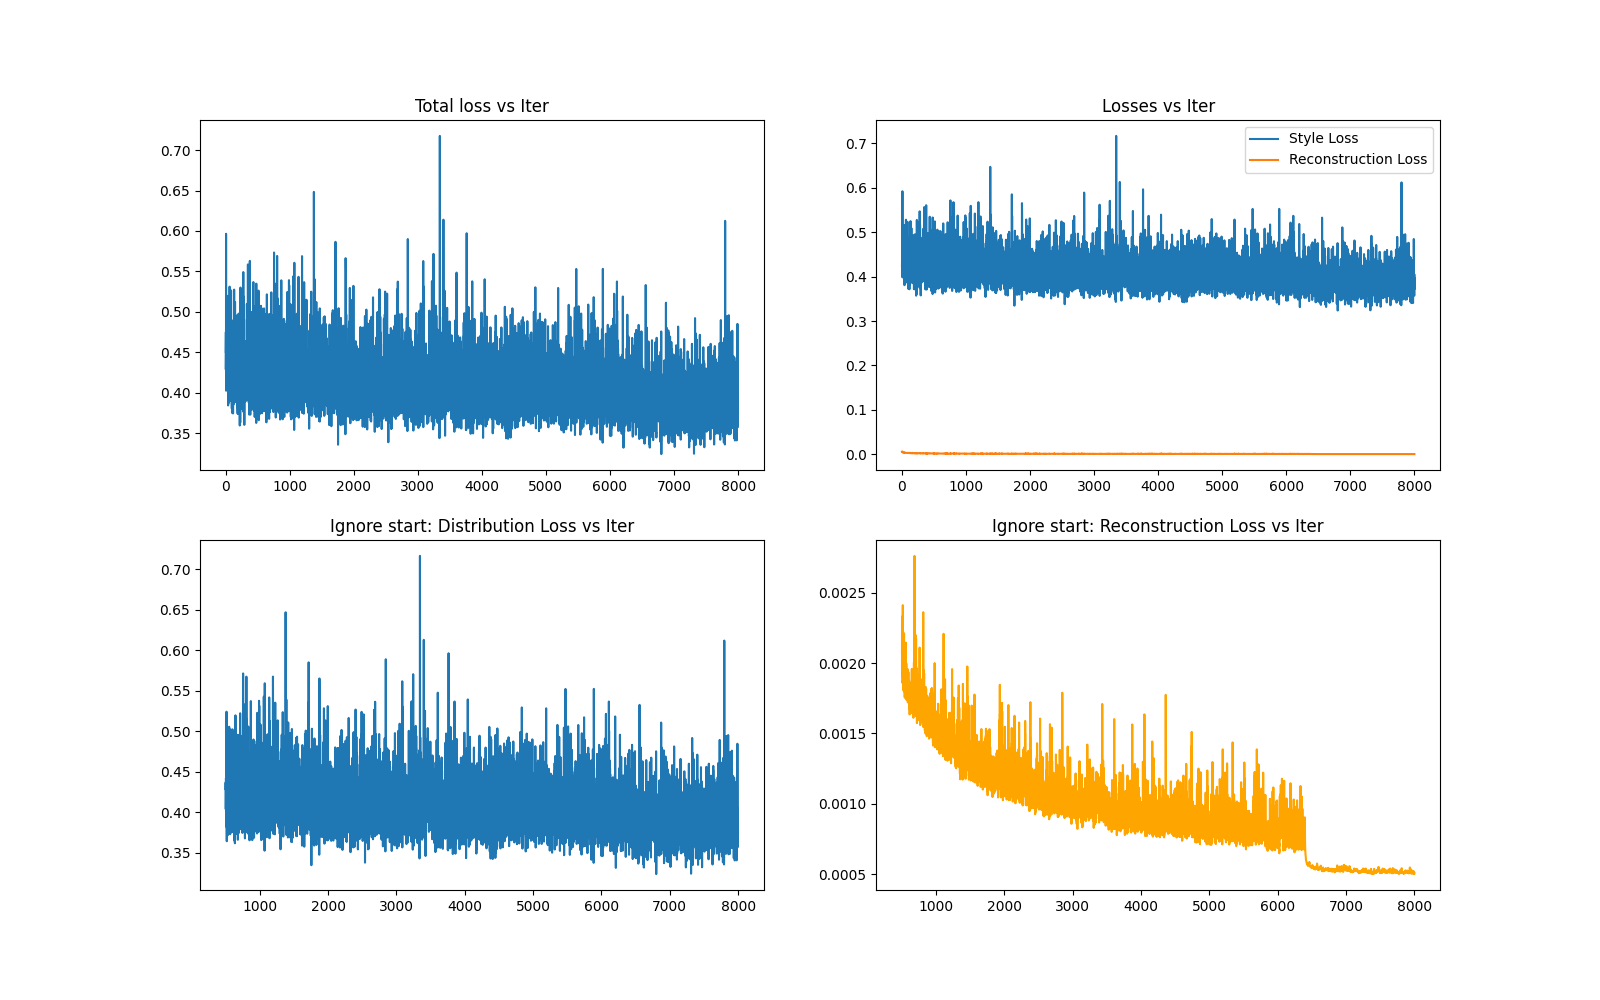 Total loss vs Iter
0.70
0.65
0.60
0.55
0.50
0.45
0.40
0.35
0 1000 2000 3000 4000 5000 6000 7000 8000
Losses vs Iter
Style Loss
Reconstruction Loss
0.7
0.6
0.5
0.4
0.3
0.2
0.1
0.0
0 1000 2000 3000 4000 5000 6000 7000 8000
Ignore start: Distribution Loss vs Iter
0.70
0.65
0.60
0.55
0.50
0.45
0.40
0.35
1000 2000 3000 4000 5000 6000 7000 8000
Ignore start: Reconstruction Loss vs Iter
0.0025
0.0020
0.0015
0.0010
0.0005
1000 2000 3000 4000 5000 6000 7000 8000